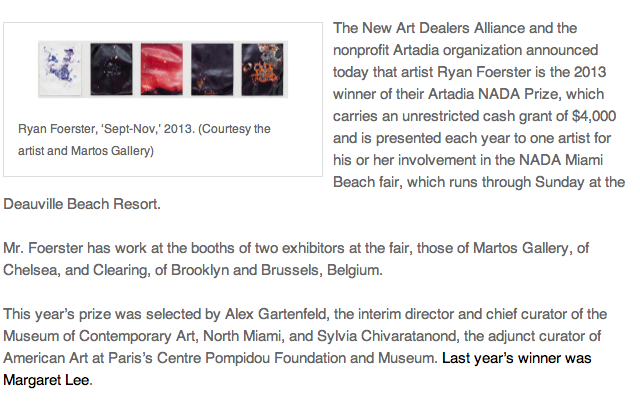 The New Art Dealers Alliance and the
nonprofit Artadia organization announced
today that artist Ryan Foerster is the 2013
winner of their Artadia NADA Prize, which
carries an unrestricted cash grant of $4,000
and is presented each year to one artist for
his or her involvement in the NADA Miami
Beach fair, which runs through Sunday at the
Deauville Beach Resort.
Ryan Foerster, ‘Sept-Nov,’ 2013. (Courtesy the
artist and Martos Gallery)
Mr. Foerster has work at the booths of two exhibitors at the fair, those of Martos Gallery, of
Chelsea, and Clearing, of Brooklyn and Brussels, Belgium.
This year’s prize was selected by Alex Gartenfeld, the interim director and chief curator of the
Museum of Contemporary Art, North Miami, and Sylvia Chivaratanond, the adjunct curator of
American Art at Paris’s Centre Pompidou Foundation and Museum. Last year’s winner was
Margaret Lee.